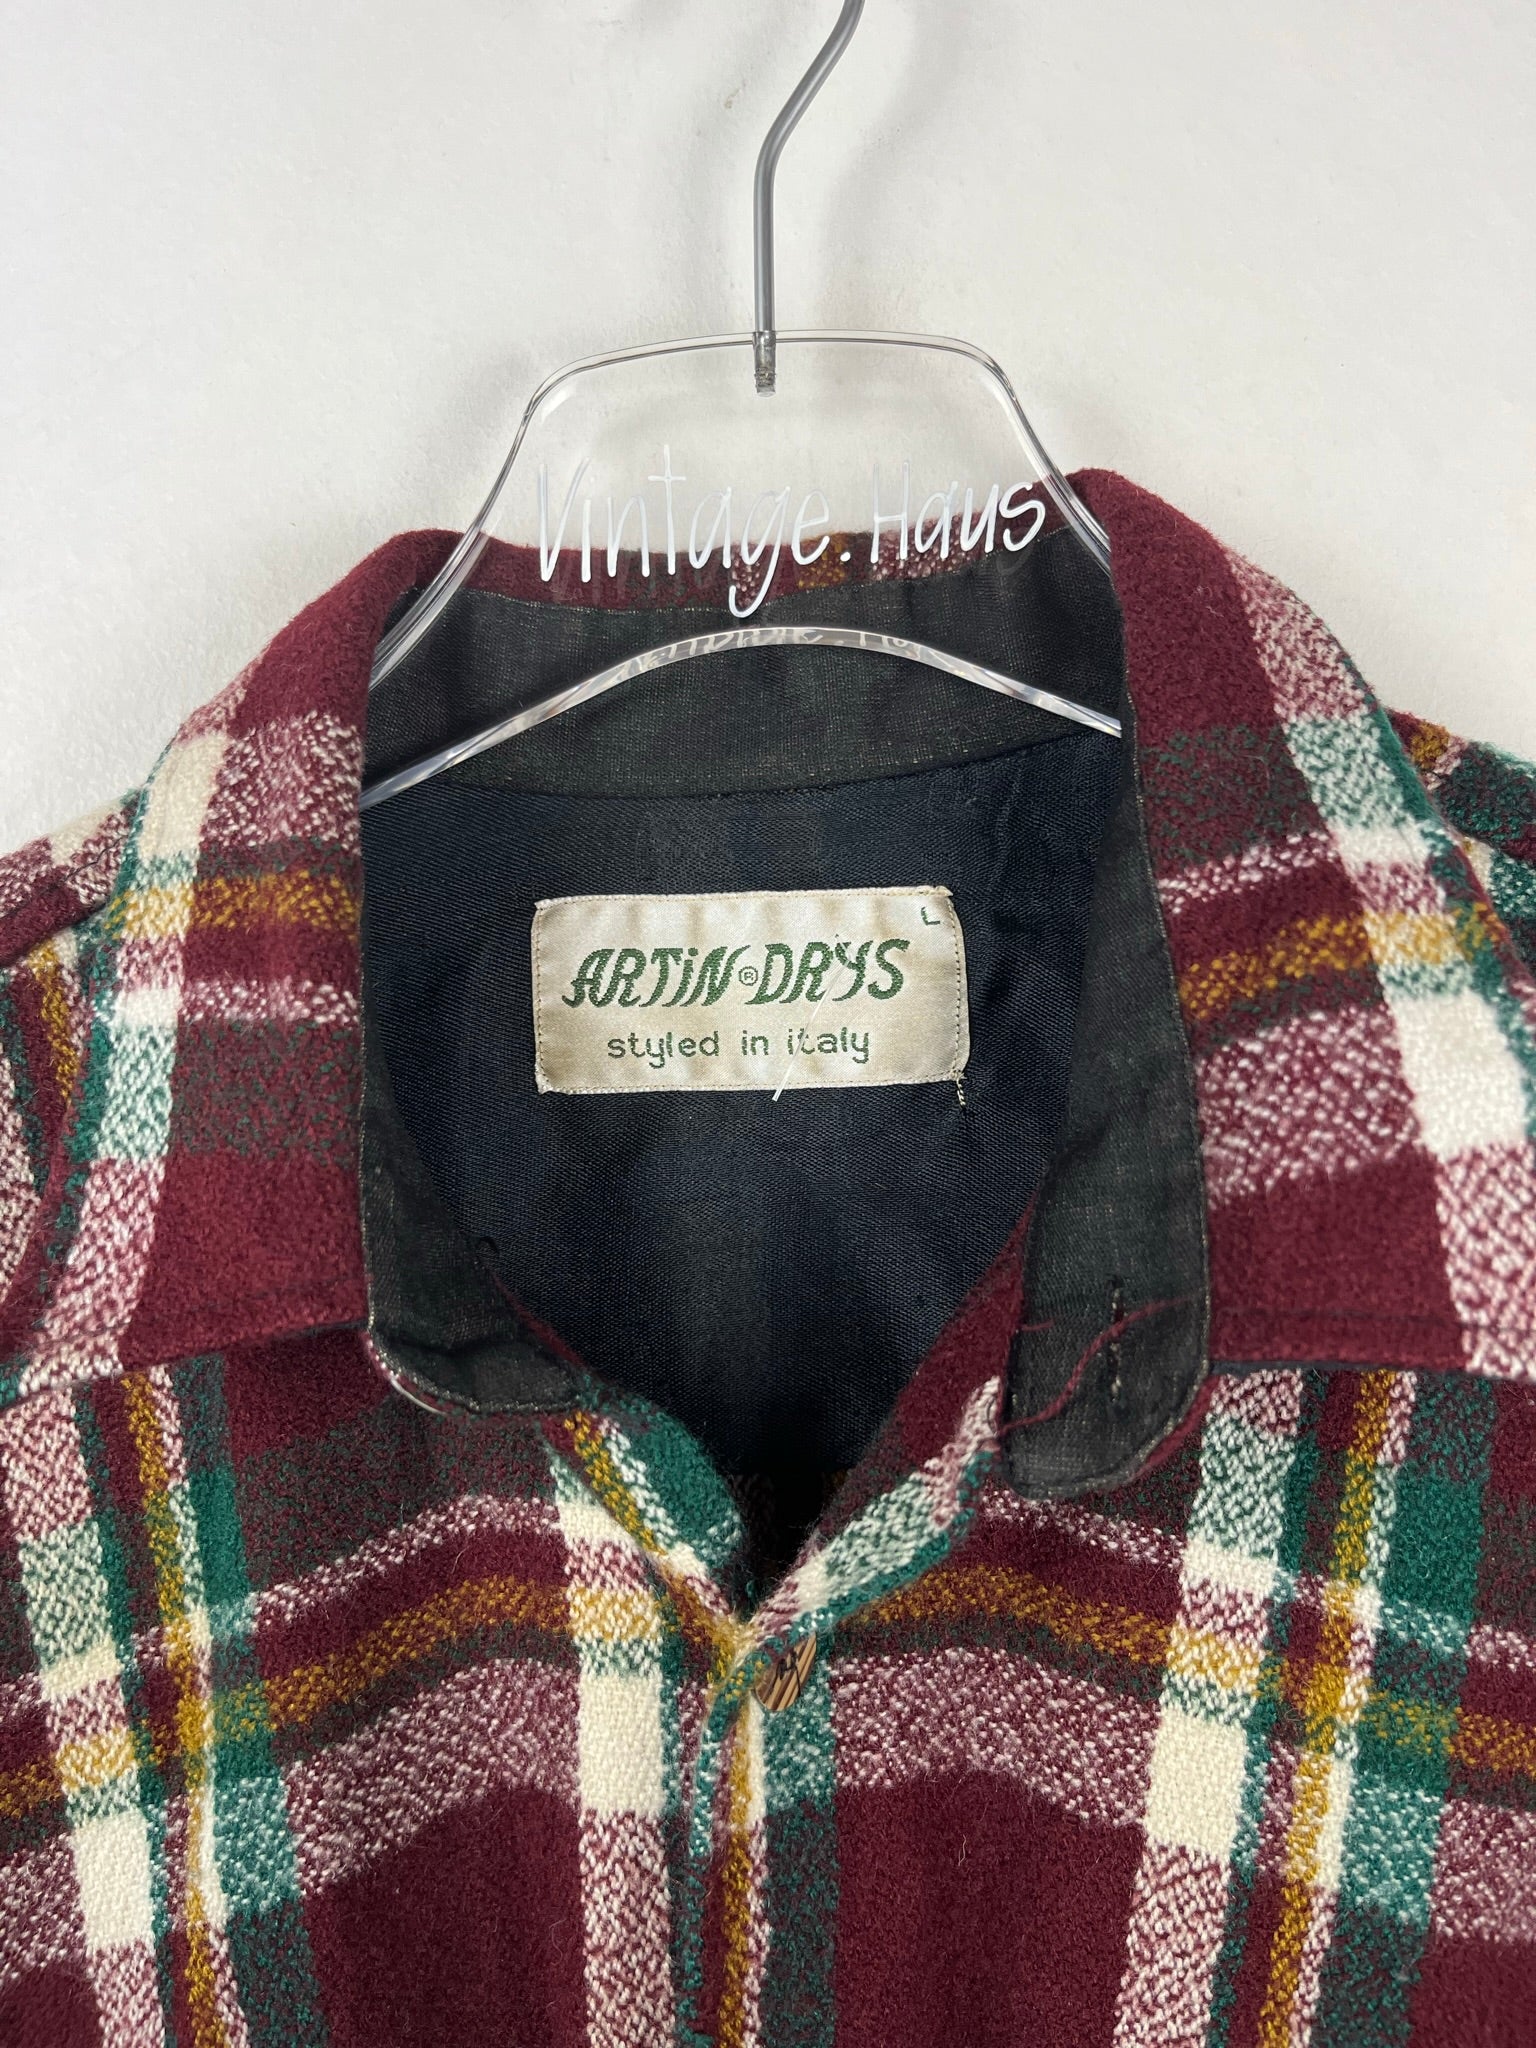 Vintage.Haus
L
ARTiN®DRYS
styled in italy